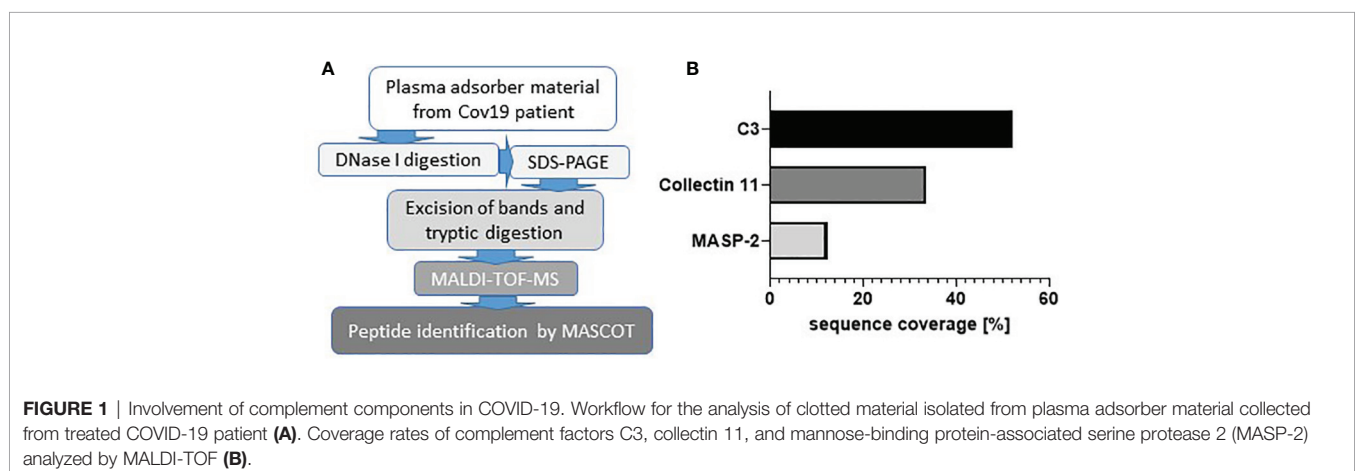 A
Plasma adsorber material
from Cov19 patient
DNase I digestion
SDS-PAGE
Excision of bands and
tryptic digestion
MALDI-TOF-MS
Peptide identification by MASCOT
B
C3
Collectin 11
MASP-2
0 20 40 60
sequence coverage [%]
FIGURE 1 | Involvement of complement components in COVID-19. Workflow for the analysis of clotted material isolated from plasma adsorber material collected
from treated COVID-19 patient (A). Coverage rates of complement factors C3, collectin 11, and mannose-binding protein-associated serine protease 2 (MASP-2)
analyzed by MALDI-TOF (B).